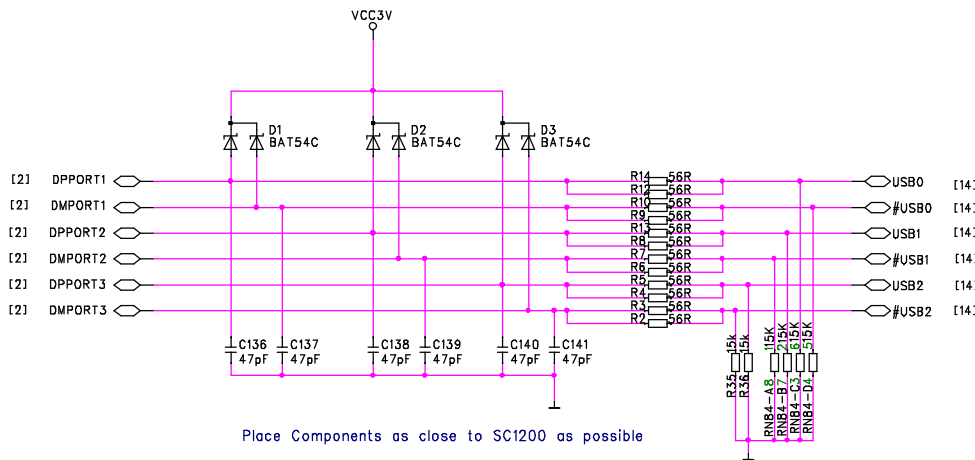 VCC3V
D1
BAT54C
D2
BAT54C
D3
BAT54C
[2] DPPORT1 R14 56R USB0 [14]
R12 56R
[2] DMPORT1 R10 56R #USB0 [14]
R9 56R
[2] DPPORT2 R13 56R USB1 [14]
R8 56R
[2] DMPORT2 R7 56R #USB1 [14]
R6 56R
[2] DPPORT3 R5 56R USB2 [14]
R4 56R
[2] DMPORT3 R3 56R #USB2 [14]
R2 56R
C136
47pF
C137
47pF
C138
47pF
C139
47pF
C140
47pF
C141
47pF
R35 15k
R36 15k
RN84-A8 115K
RN84-B7 215K
RN84-C3 615K
RN84-D4 515K
Place Components as close to SC1200 as possible